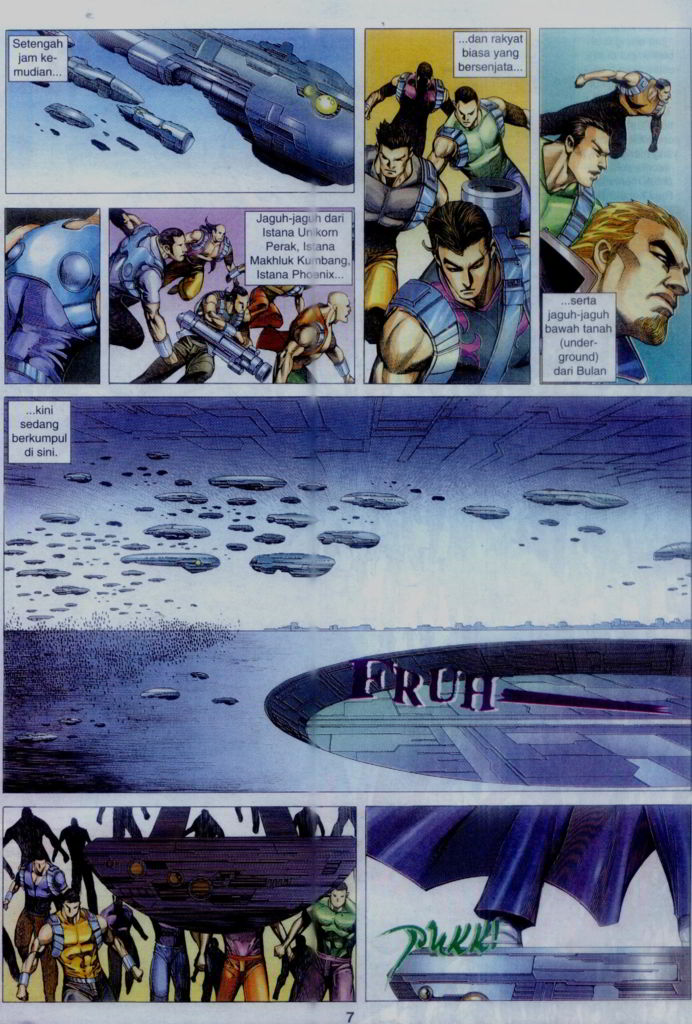 Setengah
jam ke-
mudian...
...dan rakyat
biasa yang
bersenjata...
Jaguh-jaguh dari
Istana Unikorn
Perak, Istana
Makhluk Kumbang,
Istana Phoenix...
...serta
jaguh-jaguh
bawah tanah
(under-
ground)
dari Bulan
...kini
sedang
berkumpul
di sini.
FRUH
PUKK!
7